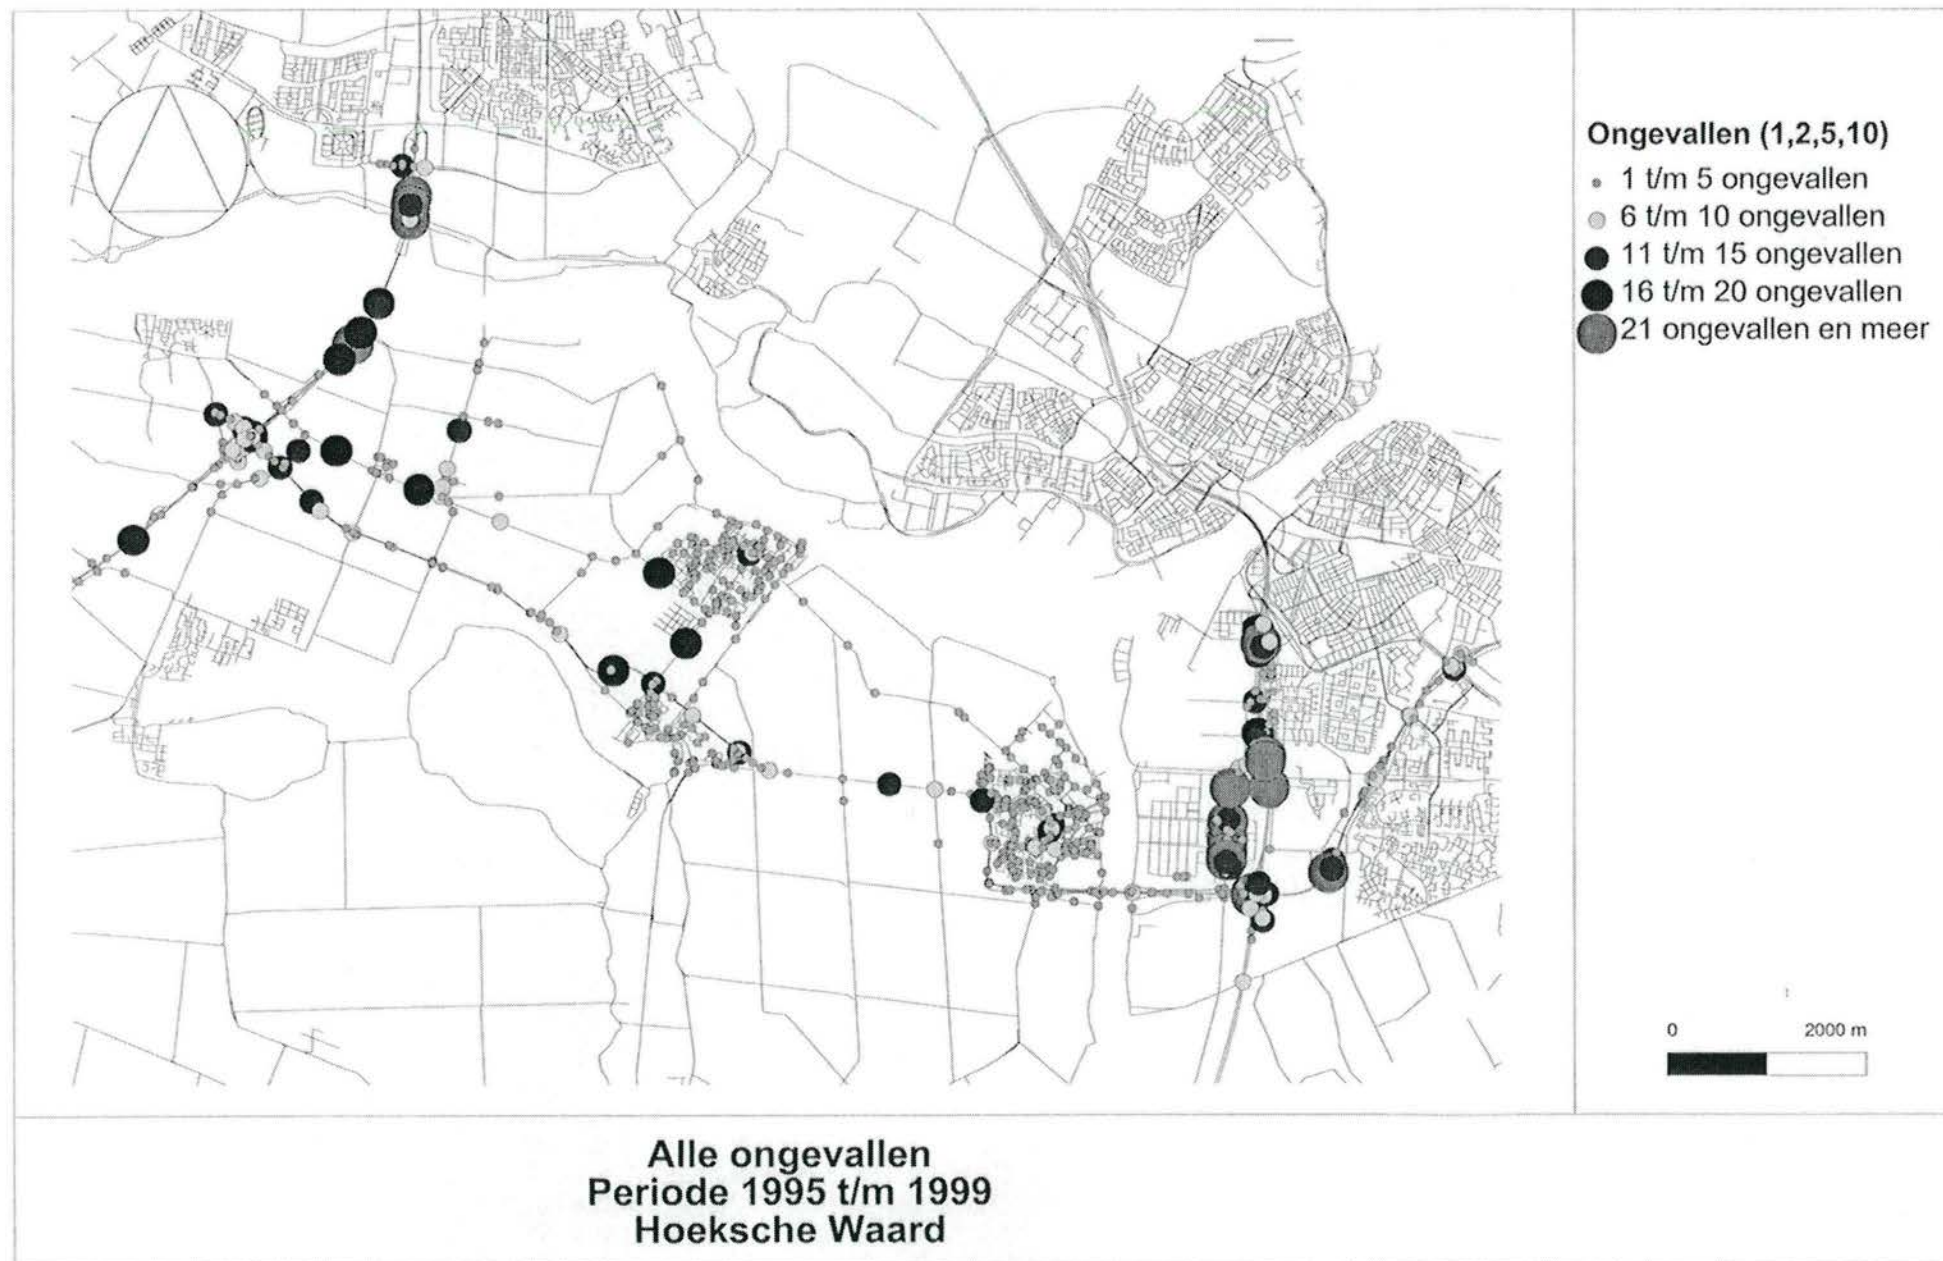 Ongevallen (1,2,5,10)
1 t/m 5 ongevallen
6 t/m 10 ongevallen
11 t/m 15 ongevallen
16 t/m 20 ongevallen
21 ongevallen en meer
0 2000 m
Alle ongevallen
Periode 1995 t/m 1999
Hoeksche Waard